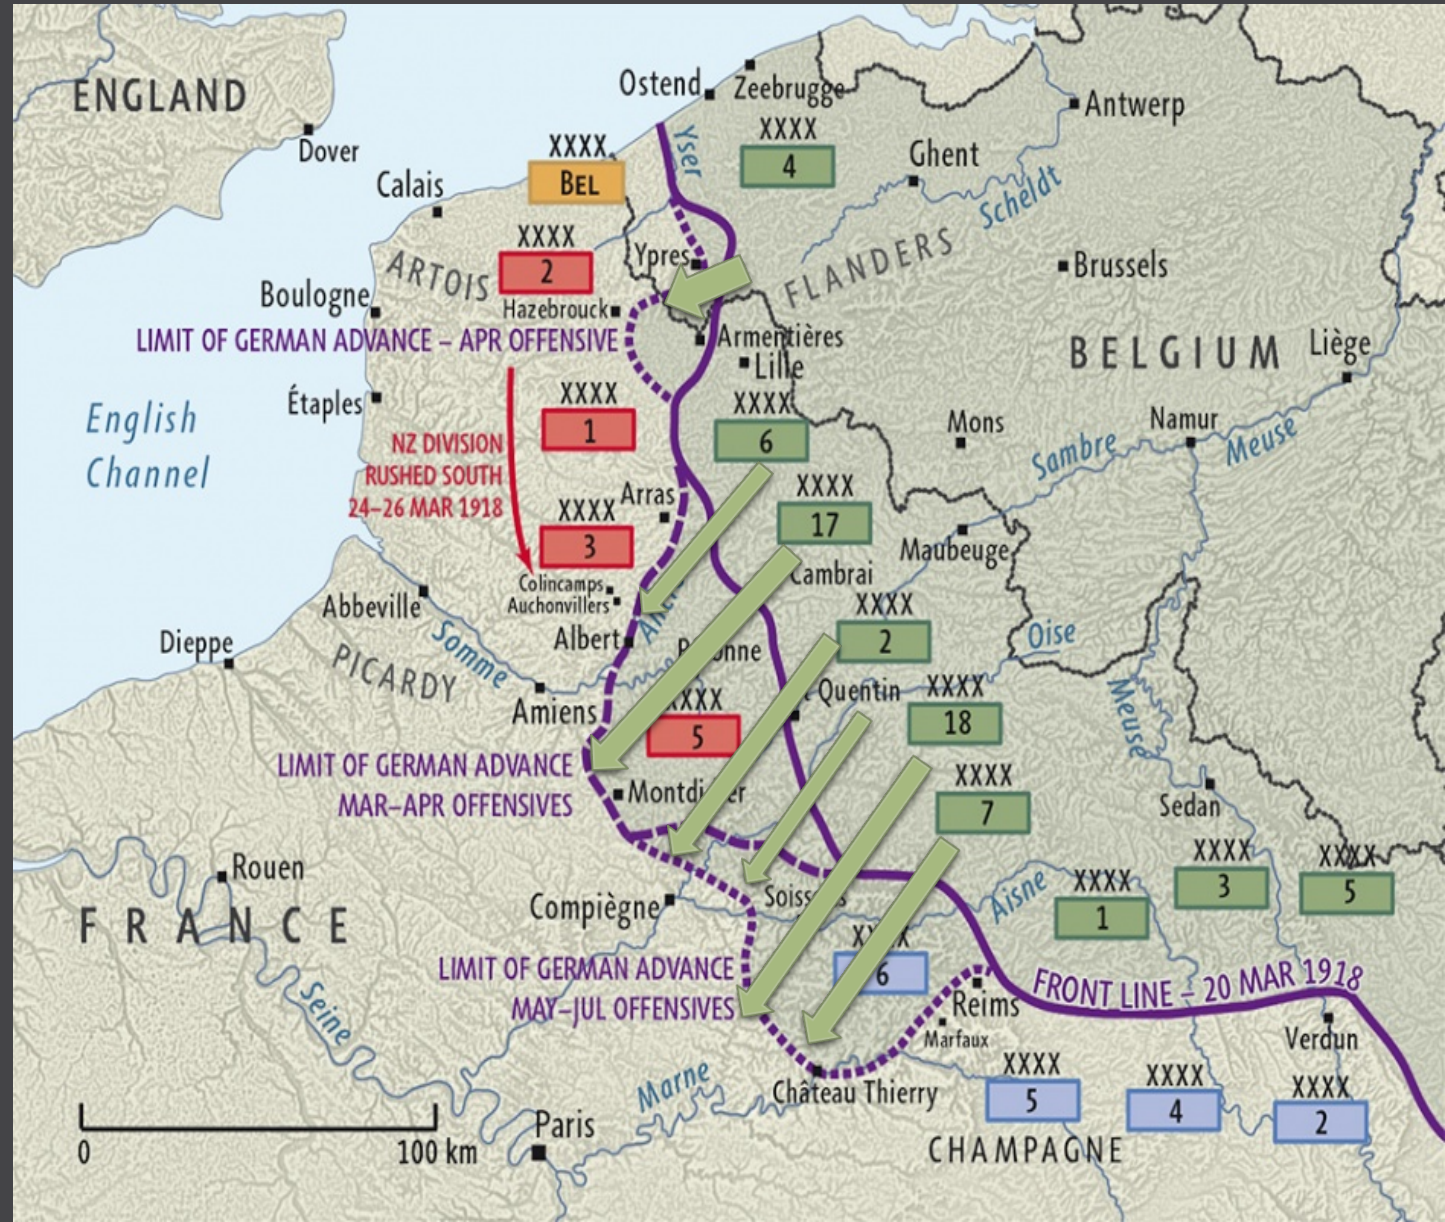 ENGLAND
Dover
Ostend
Zeebrugge
Antwerp
XXXX
BEL
Yser
XXXX
4
Ghent
Scheldt
Calais
XXXX
2
ARTOIS
Ypres
FLANDERS
Brussels
Boulogne
Hazebrouck
LIMIT OF GERMAN ADVANCE – APR OFFENSIVE
Armentières
Lille
BELGIUM
Liège
Étaples
English
Channel
XXXX
1
XXXX
6
Mons
Namur
Sambre
Meuse
NZ DIVISION
RUSHED SOUTH
24–26 MAR 1918
Arras
XXXX
3
XXXX
17
Maubeuge
Colincamps
Auchonvillers
Cambrai
Abbeville
Albert
XXXX
2
Oise
Dieppe
Somme
PICARDY
Amiens
Quentin
XXXX
18
Meuse
XXXX
5
LIMIT OF GERMAN ADVANCE
MAR–APR OFFENSIVES
XXXX
7
Sedan
Rouen
FRANCE
Compiègne
Aisne
XXXX
1
XXXX
3
XXXX
5
6
LIMIT OF GERMAN ADVANCE
MAY–JUL OFFENSIVES
Reims
Marfaux
FRONT LINE – 20 MAR 1918
Verdun
Seine
Marne
Château Thierry
XXXX
5
XXXX
4
XXXX
2
CHAMPAGNE
Paris
0
100 km